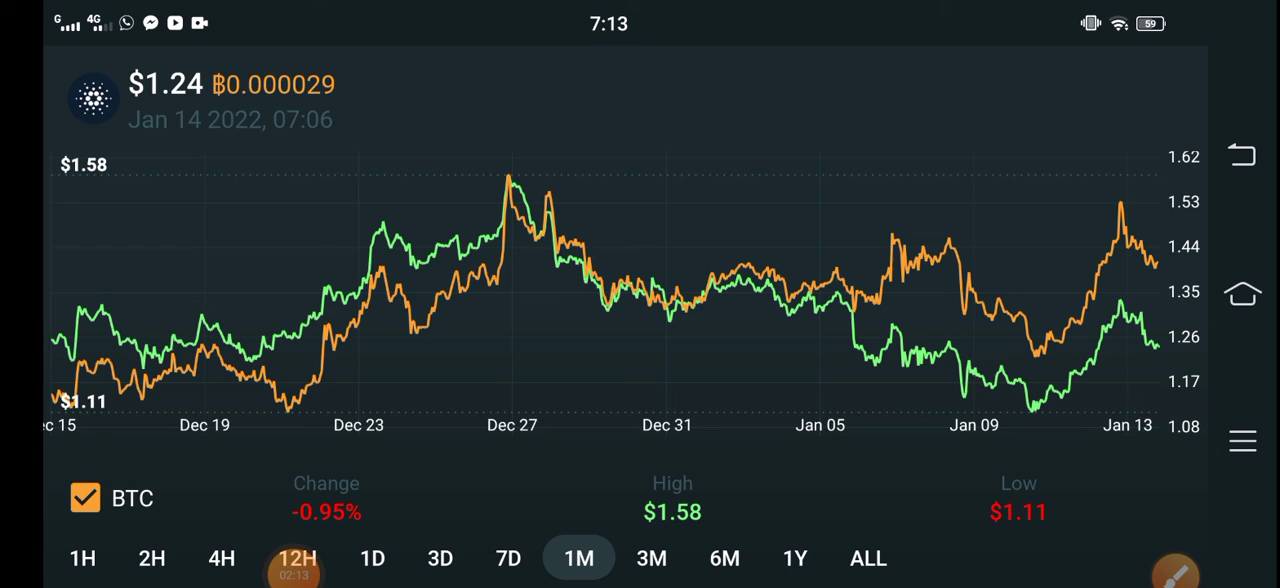 G 4G 7:13 59
$1.24 ฿0.000029
Jan 14 2022, 07:06
$1.58
1.62
1.53
1.44
1.35
1.26
1.17
1.08
$1.11
ec 15 Dec 19 Dec 23 Dec 27 Dec 31 Jan 05 Jan 09 Jan 13
BTC
Change High Low
-0.95% $1.58 $1.11
1H 2H 4H 12H 1D 3D 7D 1M 3M 6M 1Y ALL
02:13